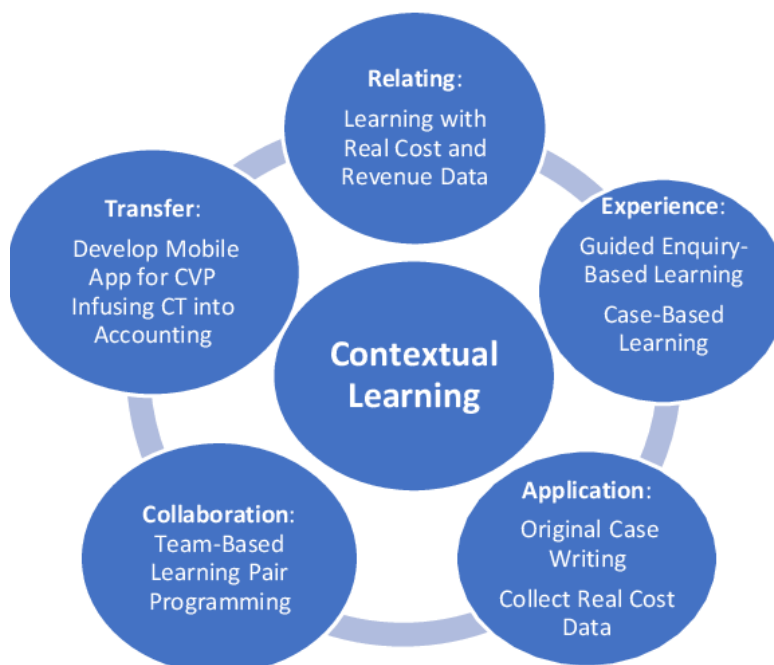 Relating:
Learning with
Real Cost and
Revenue Data
Experience:
Guided Enquiry-
Based Learning
Case-Based
Learning
Application:
Original Case
Writing
Collect Real Cost
Data
Collaboration:
Team-Based
Learning Pair
Programming
Transfer:
Develop Mobile
App for CVP
Infusing CT into
Accounting
Contextual
Learning